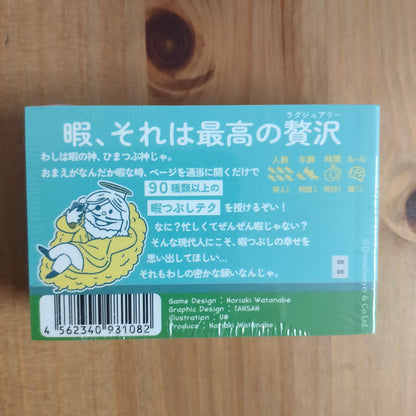 ラグジュアリー
暇、それは最高の贅沢
わしは暇の神、ひまつぶ神じゃ。
おまえがなんだか暇な時、ページを適当に開くだけで
90種類以上の
暇つぶしテクを授けるぞい!
なに?忙しくてぜんぜん暇じゃない?
そんな現代人にこそ、暇つぶしの幸せを
思い出してほしい...
それもわしの密かな願いなんじゃ。
人数 年齢 時間 ルール
何人でも 何歳でも 何分でも
Game Design : Noriaki Watanabe
Graphic Design : TANSAN
Illustration : U@
Produce : Noriaki Watanabe
4 562340 931082